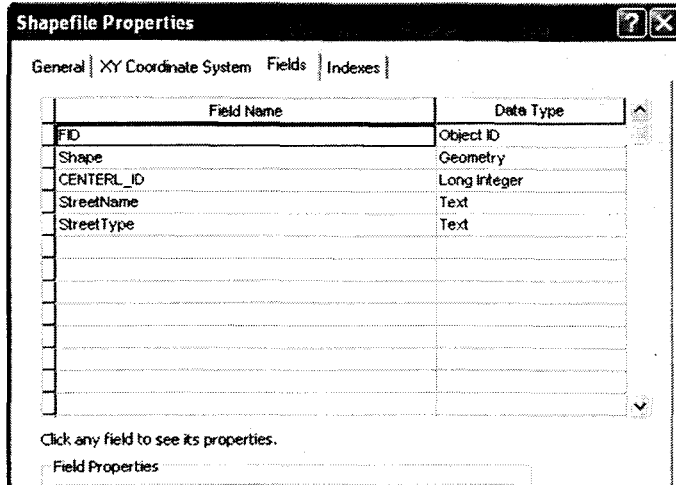 Shapefile Properties
General XY Coordinate System Fields Indexes
Field Name Data Type
FID Object ID
Shape Geometry
CENTERL_ID Long Integer
StreetName Text
StreetType Text
Click any field to see its properties.
Field Properties